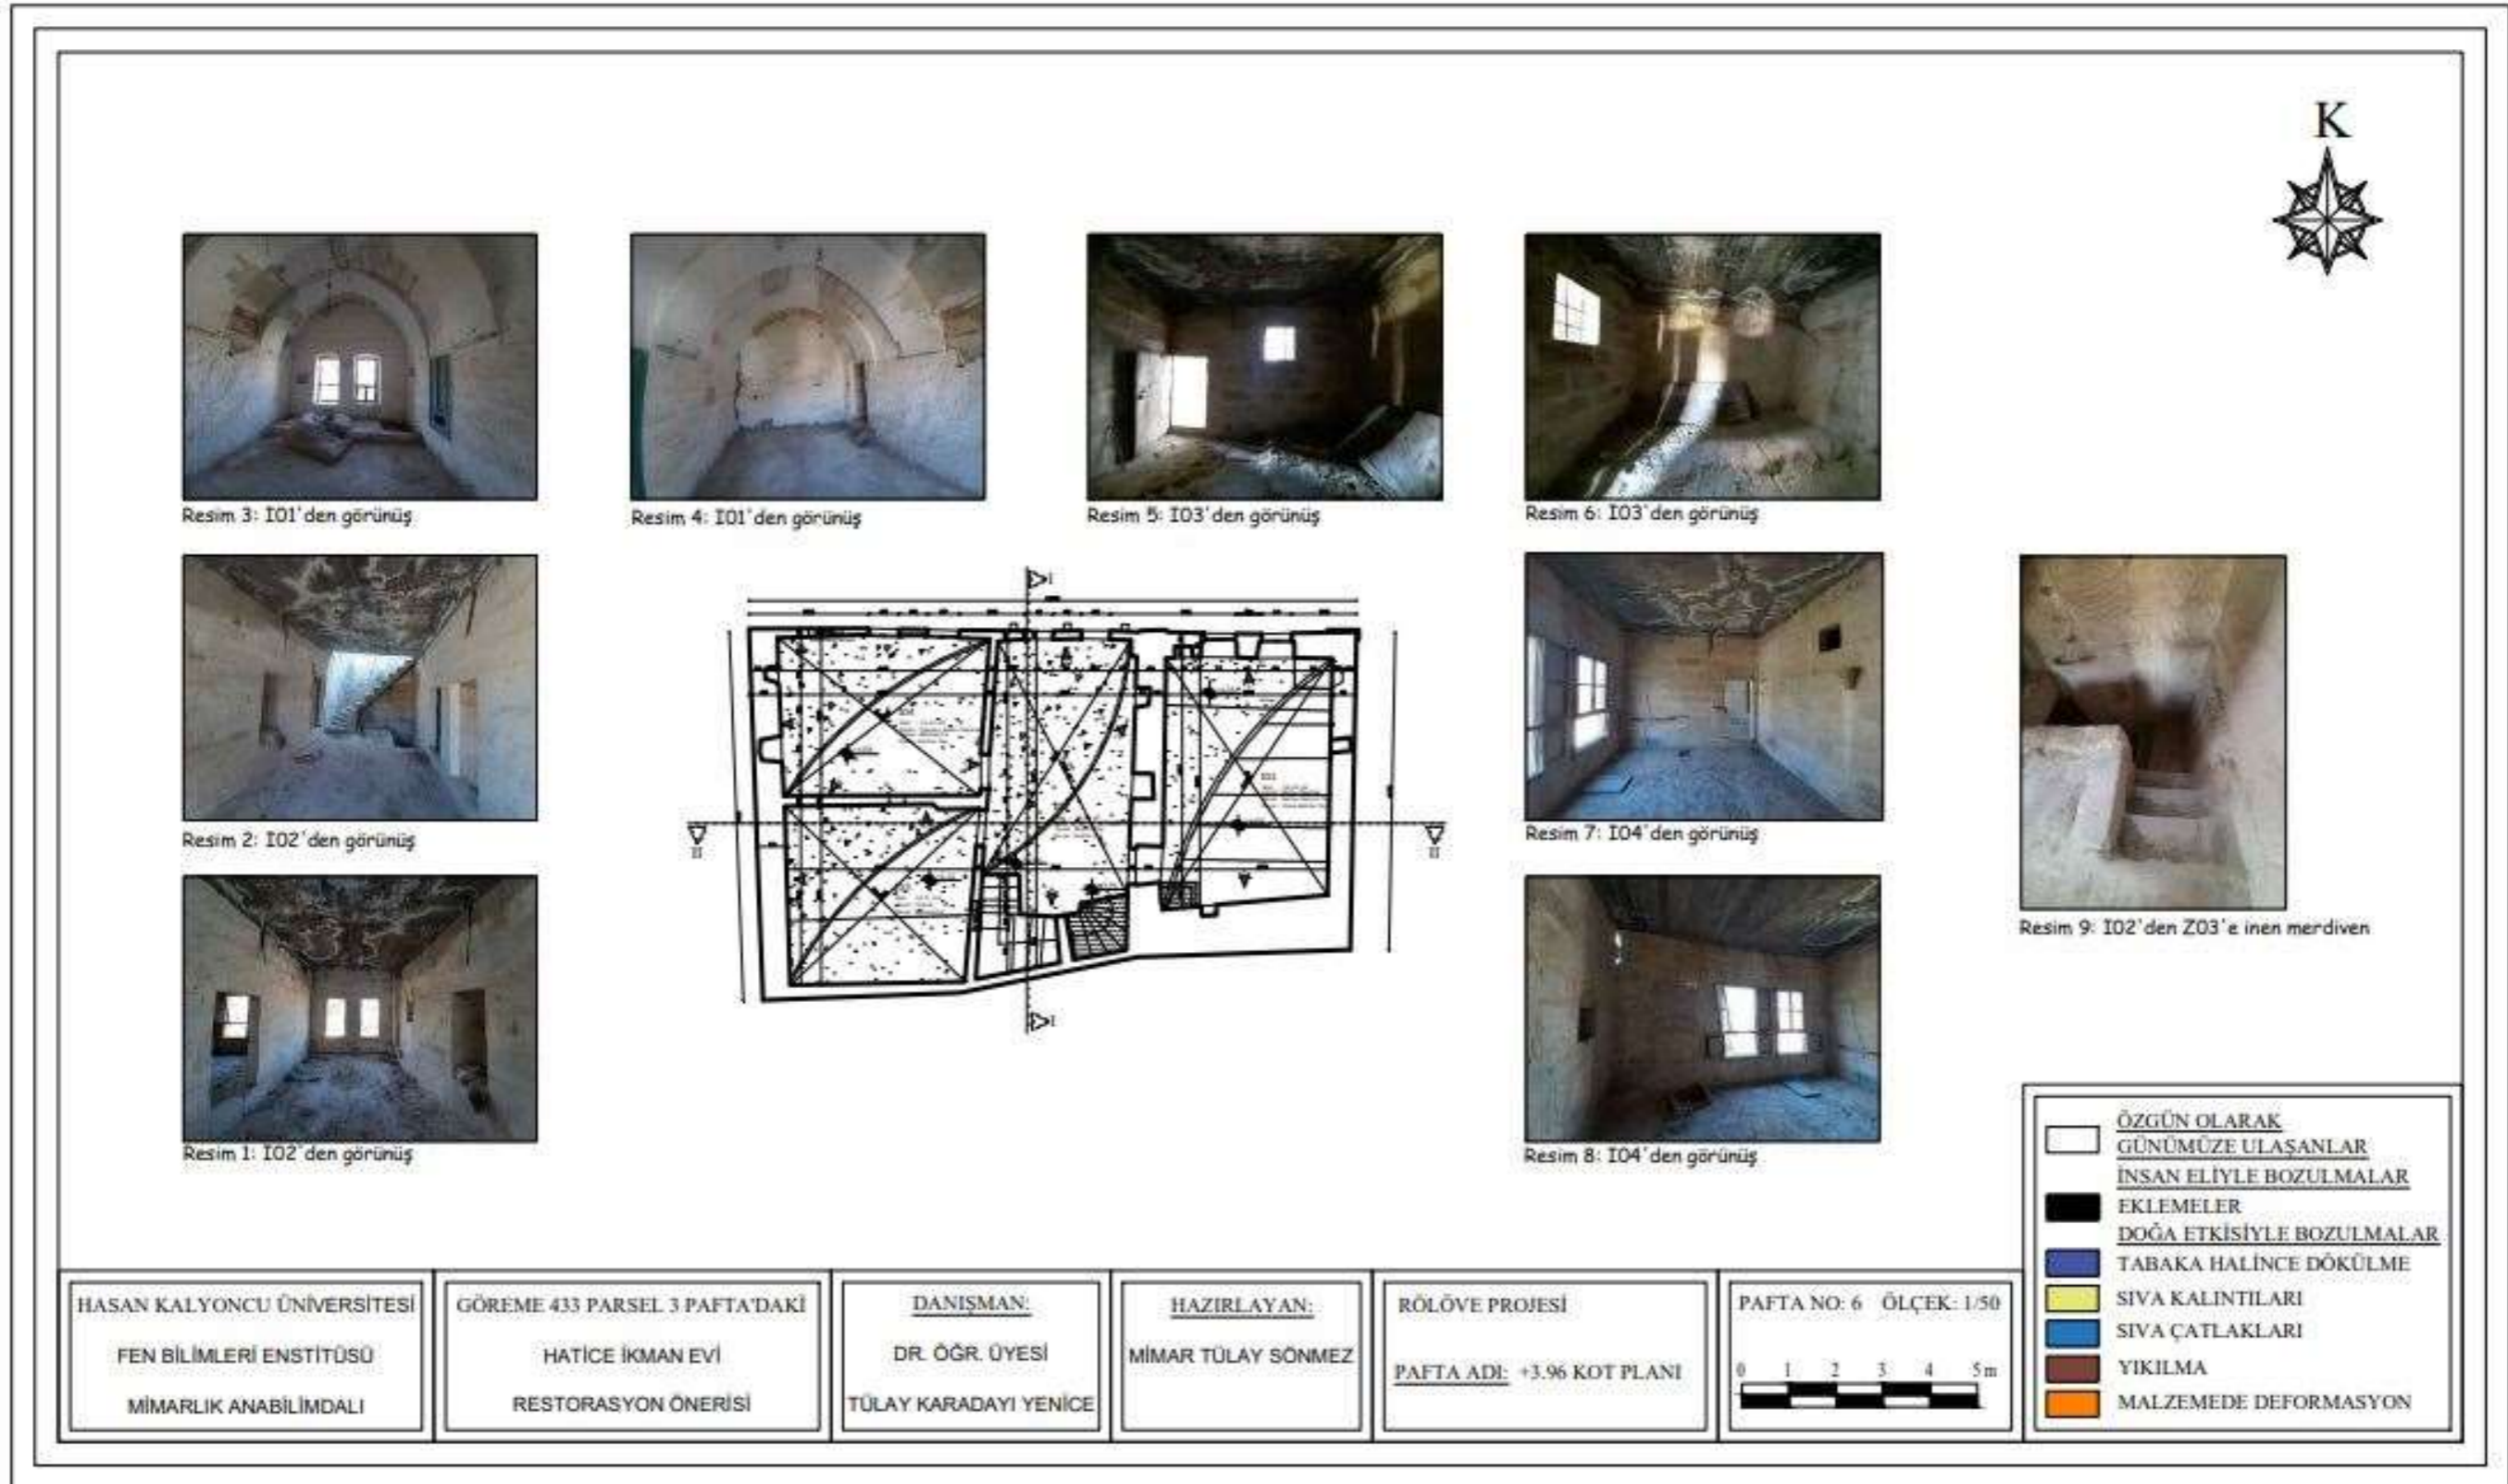 K
Resim 3: I01'den görünüş
Resim 4: I01'den görünüş
Resim 5: I03'den görünüş
Resim 6: I03'den görünüş
Resim 2: I02'den görünüş
Resim 7: I04'den görünüş
Resim 9: I02'den Z03'e inen merdiven
Resim 1: I02'den görünüş
Resim 8: I04'den görünüş
I
II
II
I
ÖZGÜN OLARAK
GÜNÜMÜZE ULAŞANLAR
İNSAN ELİYLE BOZULMALAR
EKLEMELER
DOĞA ETKİSİYLE BOZULMALAR
TABAKA HALİNCE DÖKÜLME
SIVA KALINTILARI
SIVA ÇATLAKLARI
YIKILMA
MALZEMEDE DEFORMASYON
HASAN KALYONCU ÜNİVERSİTESİ
FEN BİLİMLERİ ENSTİTÜSÜ
MİMARLIK ANABİLİMDALI
GÖREME 433 PARSEL 3 PAFTA'DAKİ
HATİCE İKMAN EVİ
RESTORASYON ÖNERİSİ
DANIŞMAN:
DR. ÖĞR. ÜYESİ
TÜLAY KARADAYI YENİCE
HAZIRLAYAN:
MİMAR TÜLAY SÖNMEZ
RÖLÖVE PROJESİ
PAFTA ADI: +3.96 KOT PLANI
PAFTA NO: 6 ÖLÇEK: 1/50
0 1 2 3 4 5m